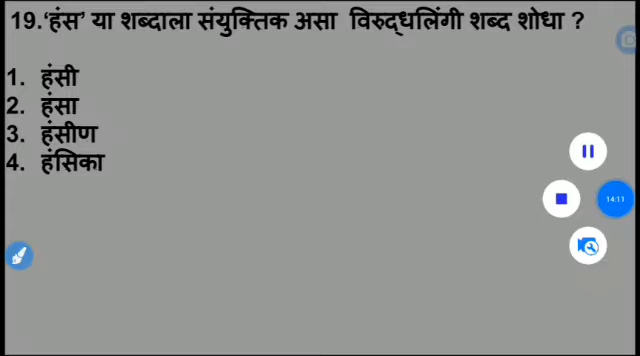 19.‘हंस’ या शब्दाला संयुक्तिक असा विरुद्धलिंगी शब्द शोधा ?
1. हंसी
2. हंसा
3. हंसीण
4. हंसिका
14:11